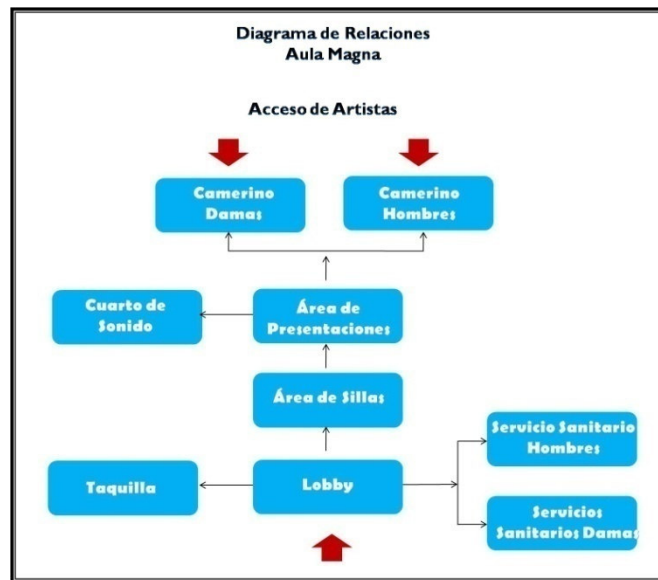 Diagrama de Relaciones
Aula Magna
Acceso de Artistas
Camerino
Damas
Camerino
Hombres
Cuarto de
Sonido
Área de
Presentaciones
Área de Sillas
Servicio Sanitario
Hombres
Taquilla
Lobby
Servicios
Sanitarios Damas